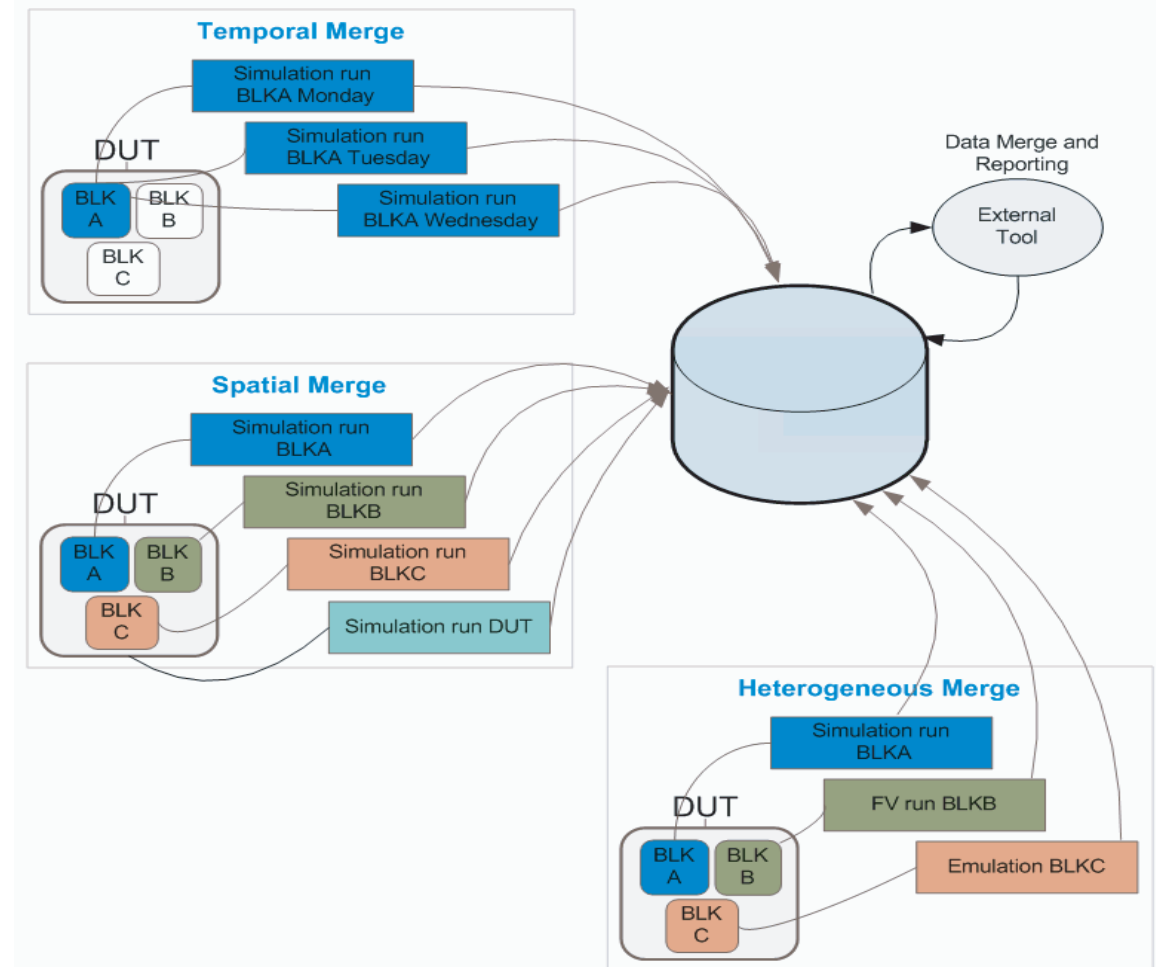 Temporal Merge
Simulation run
BLKA Monday
Simulation run
BLKA Tuesday
Simulation run
BLKA Wednesday
DUT
BLK
A
BLK
B
BLK
C
Data Merge and
Reporting
External
Tool
Spatial Merge
Simulation run
BLKA
Simulation run
BLKB
Simulation run
BLKC
Simulation run DUT
DUT
BLK
A
BLK
B
BLK
C
Heterogeneous Merge
Simulation run
BLKA
FV run BLKB
Emulation BLKC
DUT
BLK
A
BLK
B
BLK
C